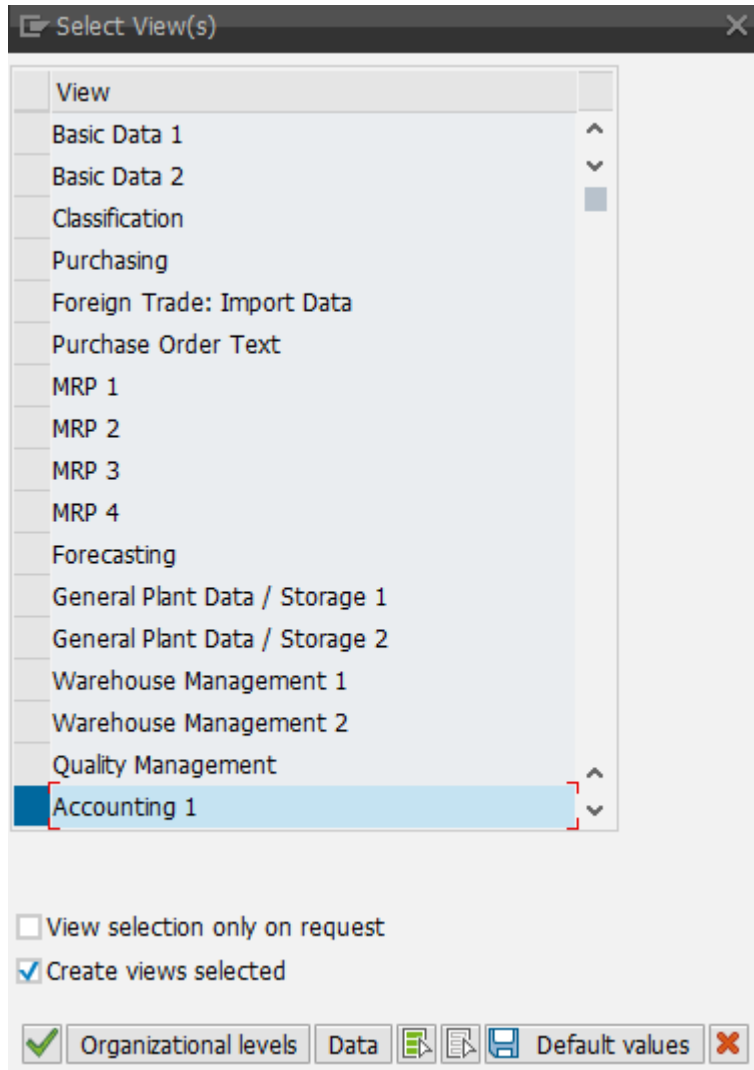 Select View(s)
View
Basic Data 1
Basic Data 2
Classification
Purchasing
Foreign Trade: Import Data
Purchase Order Text
MRP 1
MRP 2
MRP 3
MRP 4
Forecasting
General Plant Data / Storage 1
General Plant Data / Storage 2
Warehouse Management 1
Warehouse Management 2
Quality Management
Accounting 1
View selection only on request
Create views selected
Organizational levels Data Default values